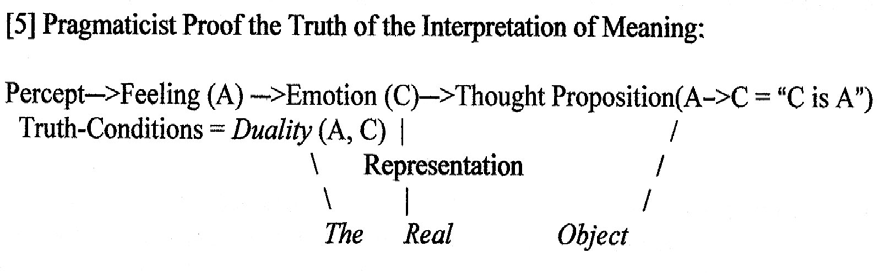 [5] Pragmaticist Proof the Truth of the Interpretation of Meaning:
Percept—>Feeling (A) —>Emotion (C)—>Thought Proposition(A–>C = “C is A”)
Truth-Conditions = Duality (A, C) | /
\ Representation /
\ | /
The Real Object